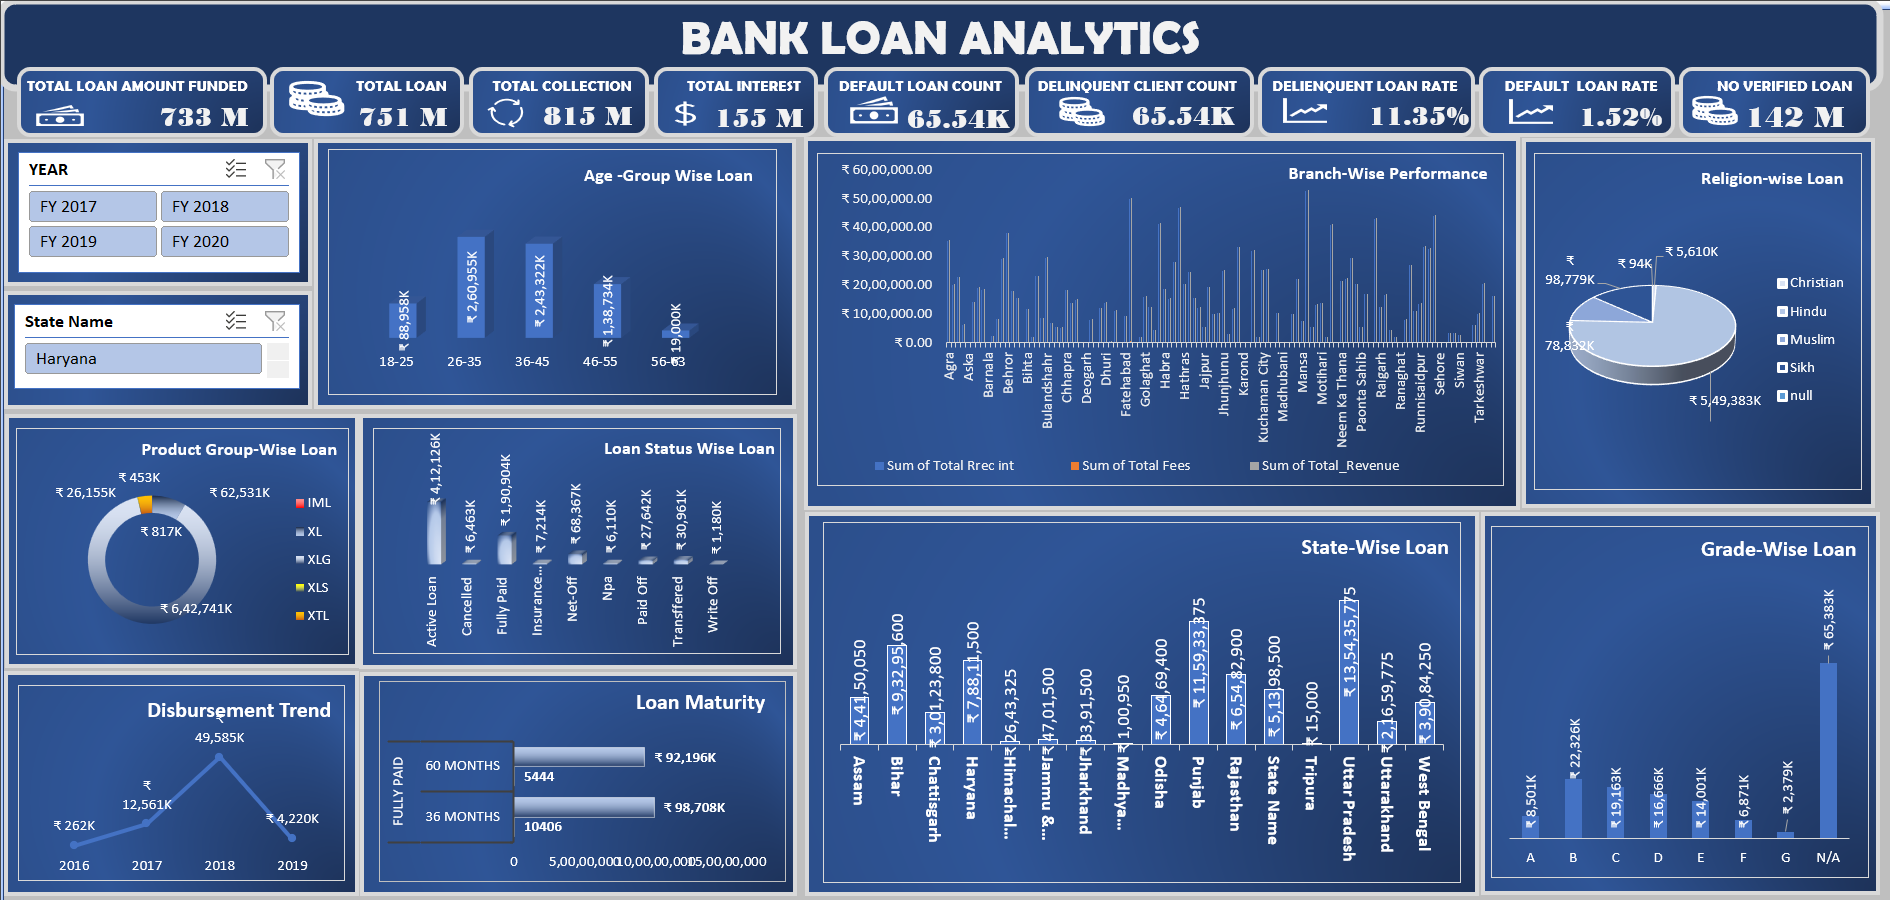 BANK LOAN ANALYTICS
TOTAL LOAN AMOUNT FUNDED
733 M
TOTAL LOAN
751 M
TOTAL COLLECTION
815 M
TOTAL INTEREST
155 M
DEFAULT LOAN COUNT
65.54K
DELINQUENT CLIENT COUNT
65.54K
DELIENQUENT LOAN RATE
11.35%
DEFAULT LOAN RATE
1.52%
NO VERIFIED LOAN
142 M
YEAR
FY 2017
FY 2018
FY 2019
FY 2020
State Name
Haryana
Age -Group Wise Loan
₹ 88,958K
₹ 2,60,955K
₹ 2,43,322K
₹ 1,38,734K
₹ 19,000K
18-25
26-35
36-45
46-55
56-63
Branch-Wise Performance
₹ 60,00,000.00
₹ 50,00,000.00
₹ 40,00,000.00
₹ 30,00,000.00
₹ 20,00,000.00
₹ 10,00,000.00
₹ 0.00
Agra
Aska
Barnala
Behror
Bihta
Bulandshahr
Chhapra
Deogarh
Dhuri
Fatehabad
Golaghat
Habra
Hathras
Jajpur
Jhunjhunu
Karond
Kuchaman City
Madhubani
Mansa
Motihari
Neem Ka Thana
Paonta Sahib
Raigarh
Ranaghat
Runnisaidpur
Sehore
Siwan
Tarkeshwar
Sum of Total Rrec int
Sum of Total Fees
Sum of Total_Revenue
Religion-wise Loan
₹ 5,610K
₹ 94K
₹
98,779K
₹
78,832K
₹ 5,49,383K
Christian
Hindu
Muslim
Sikh
null
Product Group-Wise Loan
₹ 453K
₹ 26,155K
₹ 62,531K
₹ 817K
₹ 6,42,741K
IML
XL
XLG
XLS
XTL
Loan Status Wise Loan
₹ 4,12,126K
₹ 6,463K
₹ 1,90,904K
₹ 7,214K
₹ 68,367K
₹ 6,110K
₹ 27,642K
₹ 30,961K
₹ 1,180K
Active Loan
Cancelled
Fully Paid
Insurance...
Net-Off
Npa
Paid Off
Transffered
Write Off
State-Wise Loan
₹ 4,41,50,050
₹ 9,32,95,600
₹ 3,01,23,800
₹ 7,88,11,500
₹ 26,43,325
₹ 47,01,500
₹ 33,91,500
₹ 1,00,950
₹ 4,64,69,400
₹ 11,59,33,375
₹ 6,54,82,900
₹ 5,13,98,500
₹ 15,000
₹ 13,54,35,775
₹ 2,16,59,775
₹ 3,90,84,250
Assam
Bihar
Chattisgarh
Haryana
Himachal...
Jammu &...
Jharkhand
Madhya...
Odisha
Punjab
Rajasthan
State Name
Tripura
Uttar Pradesh
Uttarakhand
West Bengal
Grade-Wise Loan
₹ 8,501K
₹ 22,326K
₹ 19,163K
₹ 16,666K
₹ 14,001K
₹ 6,871K
₹ 2,379K
₹ 65,383K
A
B
C
D
E
F
G
N/A
Disbursement Trend
₹
49,585K
₹
12,561K
₹ 262K
₹ 4,220K
2016
2017
2018
2019
Loan Maturity
FULLY PAID
60 MONTHS
₹ 92,196K
5444
36 MONTHS
₹ 98,708K
10406
0
5,00,00,000
10,00,00,000
15,00,00,000